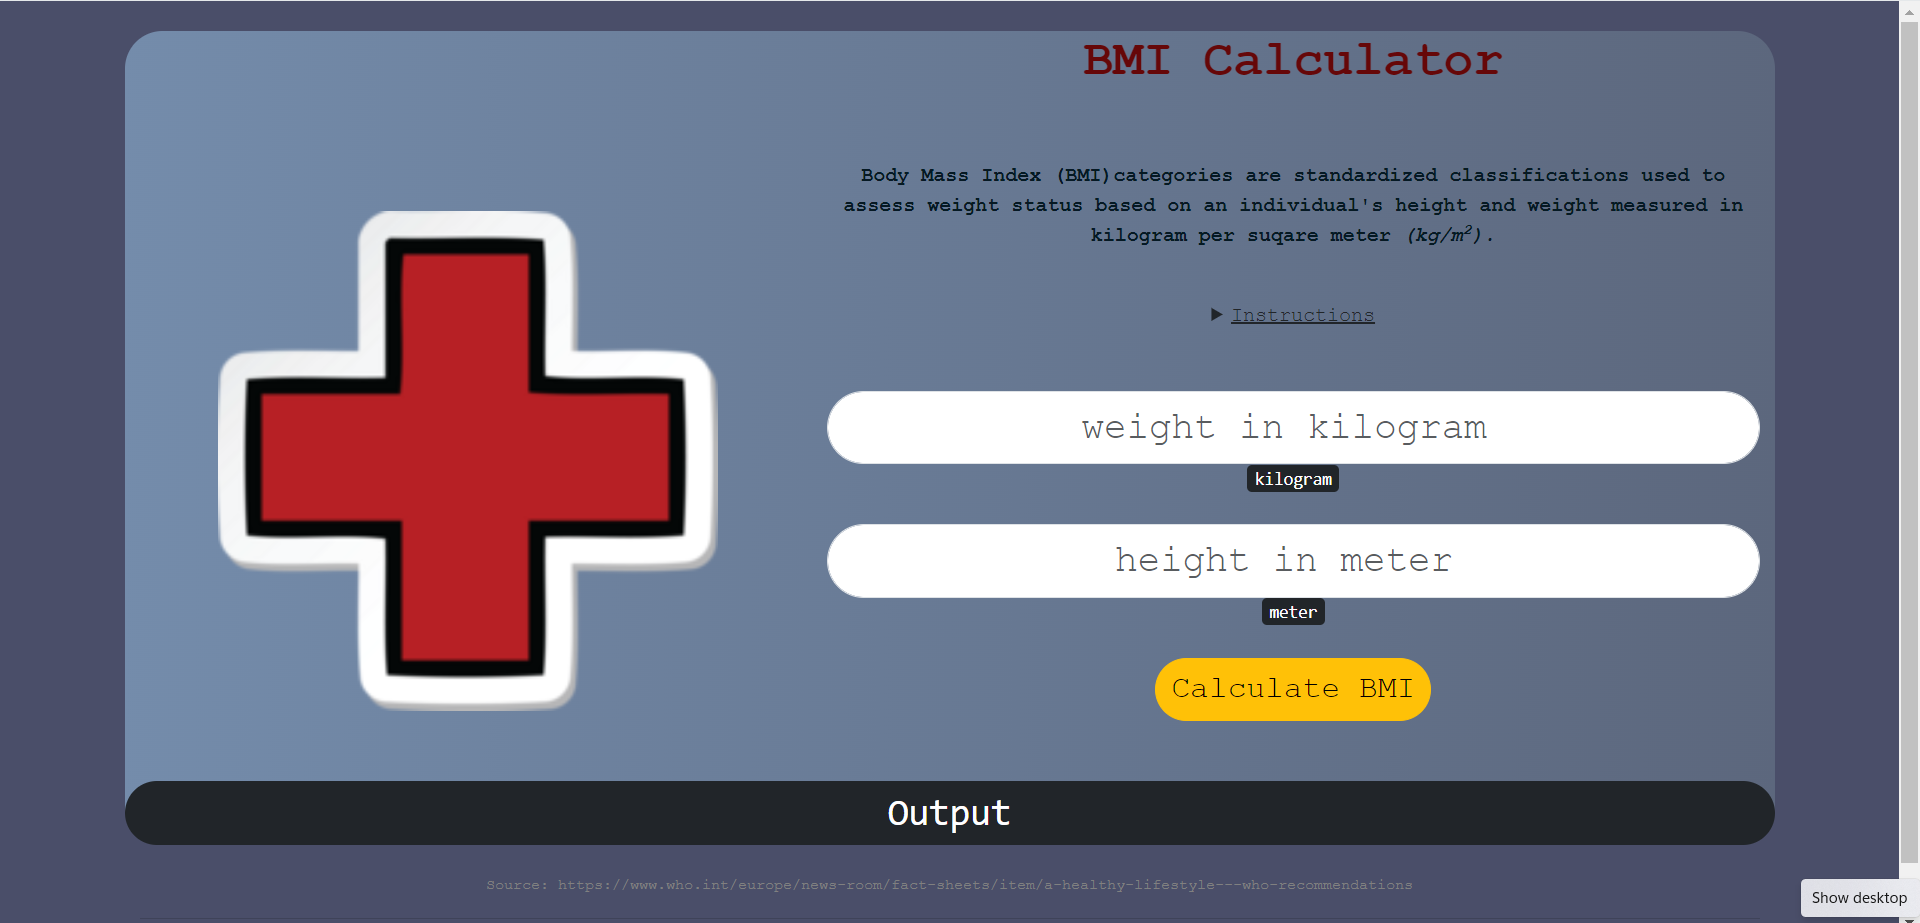 BMI Calculator
Body Mass Index (BMI)categories are standardized classifications used to
assess weight status based on an individual's height and weight measured in
kilogram per suqare meter (kg/m²).
▶ Instructions
weight in kilogram
kilogram
height in meter
meter
Calculate BMI
Output
Source: https://www.who.int/europe/news-room/fact-sheets/item/a-healthy-lifestyle---who-recommendations
Show desktop